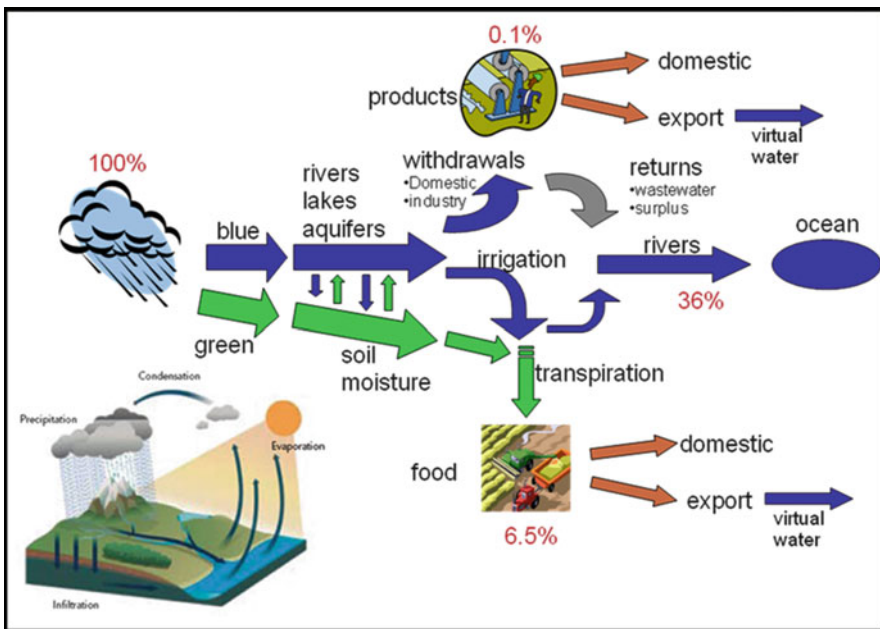 0.1%
products
domestic
export
virtual
water
100%
withdrawals
•Domestic
•industry
returns
•wastewater
•surplus
rivers
lakes
aquifers
ocean
blue
irrigation
rivers
36%
green
soil
moisture
transpiration
Condensation
Precipitation
Evaporation
Infiltration
food
6.5%
domestic
export
virtual
water